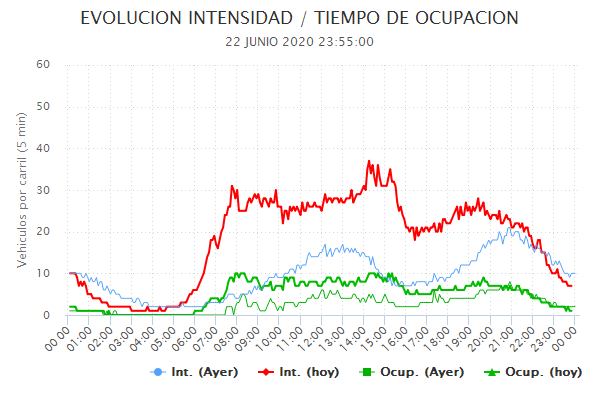 EVOLUCION INTENSIDAD / TIEMPO DE OCUPACION
22 JUNIO 2020 23:55:00
Vehículos por carril (5 min)
60
50
40
30
20
10
0
00:00 01:00 02:00 03:00 04:00 05:00 06:00 07:00 08:00 09:00 10:00 11:00 12:00 13:00 14:00 15:00 16:00 17:00 18:00 19:00 20:00 21:00 22:00 23:00 00:00
Int. (Ayer) Int. (hoy) Ocup. (Ayer) Ocup. (hoy)